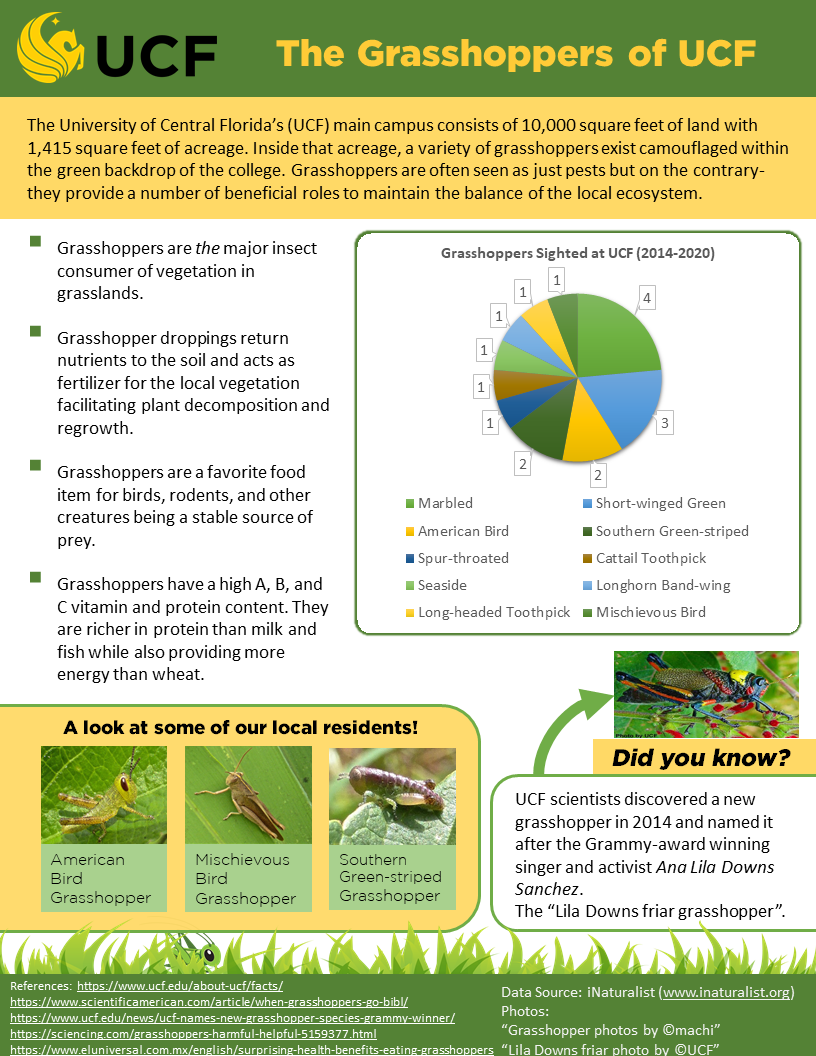 UCF
The Grasshoppers of UCF
The University of Central Florida’s (UCF) main campus consists of 10,000 square feet of land with
1,415 square feet of acreage. Inside that acreage, a variety of grasshoppers exist camouflaged within
the green backdrop of the college. Grasshoppers are often seen as just pests but on the contrary-
they provide a number of beneficial roles to maintain the balance of the local ecosystem.
Grasshoppers are the major insect
consumer of vegetation in
grasslands.
Grasshopper droppings return
nutrients to the soil and acts as
fertilizer for the local vegetation
facilitating plant decomposition and
regrowth.
Grasshoppers are a favorite food
item for birds, rodents, and other
creatures being a stable source of
prey.
Grasshoppers have a high A, B, and
C vitamin and protein content. They
are richer in protein than milk and
fish while also providing more
energy than wheat.
Grasshoppers Sighted at UCF (2014-2020)
4
3
2
2
1
1
1
1
1
1
Marbled
Short-winged Green
American Bird
Southern Green-striped
Spur-throated
Cattail Toothpick
Seaside
Longhorn Band-wing
Long-headed Toothpick
Mischievous Bird
A look at some of our local residents!
American
Bird
Grasshopper
Mischievous
Bird
Grasshopper
Southern
Green-striped
Grasshopper
Photo by UCF
Did you know?
UCF scientists discovered a new
grasshopper in 2014 and named it
after the Grammy-award winning
singer and activist Ana Lila Downs
Sanchez.
The “Lila Downs friar grasshopper”.
References: https://www.ucf.edu/about-ucf/facts/
https://www.scientificamerican.com/article/when-grasshoppers-go-bibl/
https://www.ucf.edu/news/ucf-names-new-grasshopper-species-grammy-winner/
https://sciencing.com/grasshoppers-harmful-helpful-5159377.html
https://www.eluniversal.com.mx/english/surprising-health-benefits-eating-grasshoppers
Data Source: iNaturalist (www.inaturalist.org)
Photos:
“Grasshopper photos by ©machi”
“Lila Downs friar photo by ©UCF”